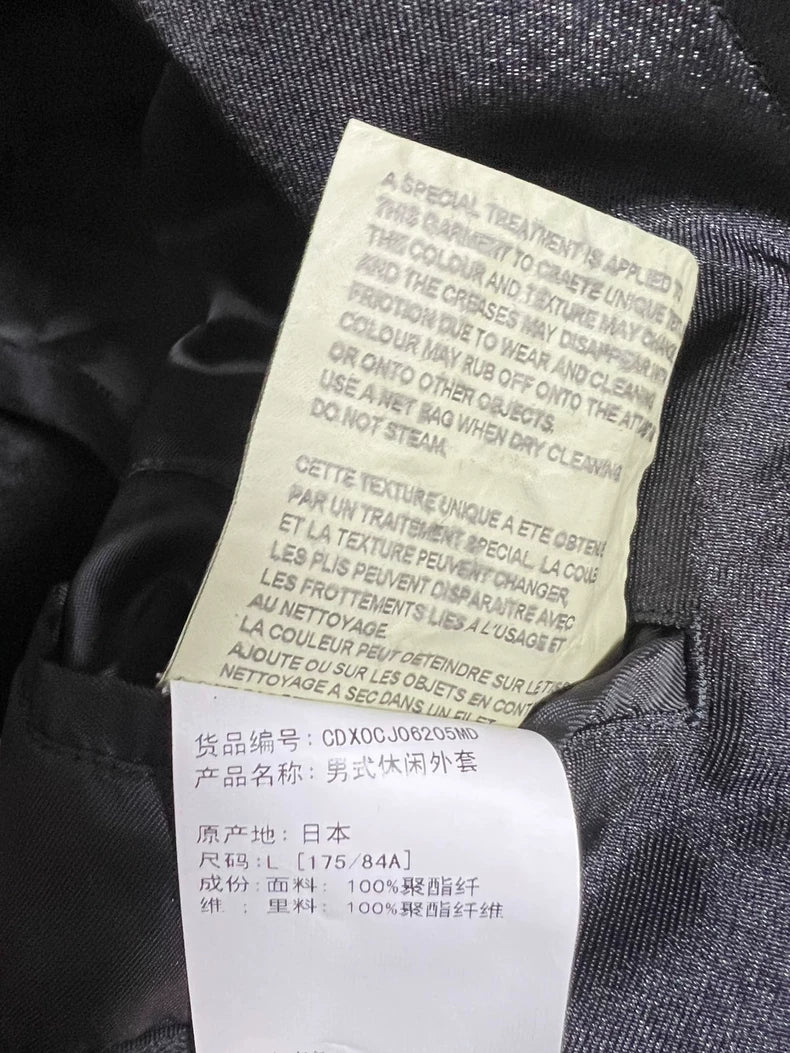 A SPECIAL TREATMENT IS APPLIED
THIS GARMENT TO CRAETE UNIQUE
THE COLOUR AND TEXTURE MAY
AND THE CREASES MAY DISAPPEAR
FRICTION DUE TO WEAR AND CLEANING
COLOUR MAY RUB OFF ONTO THE
OR ONTO OTHER OBJECTS.
USE A NET BAG WHEN DRY CLEANING
DO NOT STEAM.
CETTE TEXTURE UNIQUE A ETE
PAR UN TRAITEMENT SPECIAL. LA
ET LA TEXTURE PEUVENT CHANGER,
LES PLIS PEUVENT DISPARAITRE AVEC
LES FROTTEMENTS LIES A L'USAGE ET
AU NETTOYAGE
LA COULEUR PEUT DETEINDRE SUR LE
AJOUTE OU SUR LES OBJETS EN
NETTOYAGE A SEC DANS UN FILET
货品编号: CDXOCJ06205MD
产品名称: 男式休闲外套
原产地: 日本
尺码: L [175/84A]
成份: 面料: 100%聚酯纤
维 ; 里料: 100%聚酯纤维